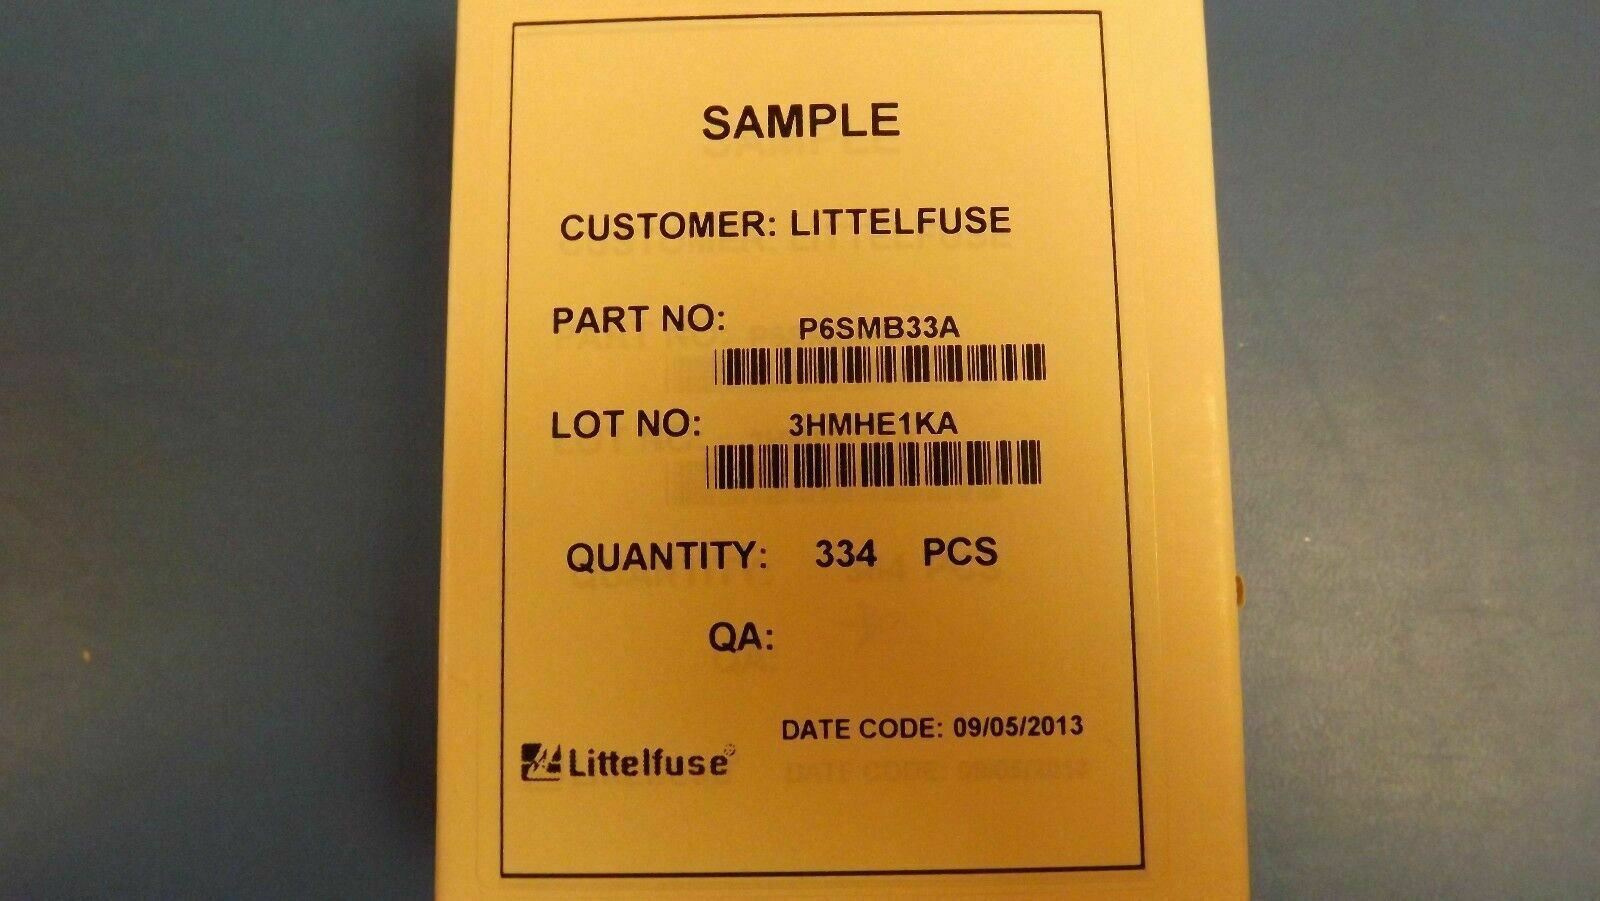 SAMPLE
CUSTOMER: LITTELFUSE
PART NO: P6SMB33A
LOT NO: 3HMHE1KA
QUANTITY: 334 PCS
QA:
DATE CODE: 09/05/2013
Littelfuse®